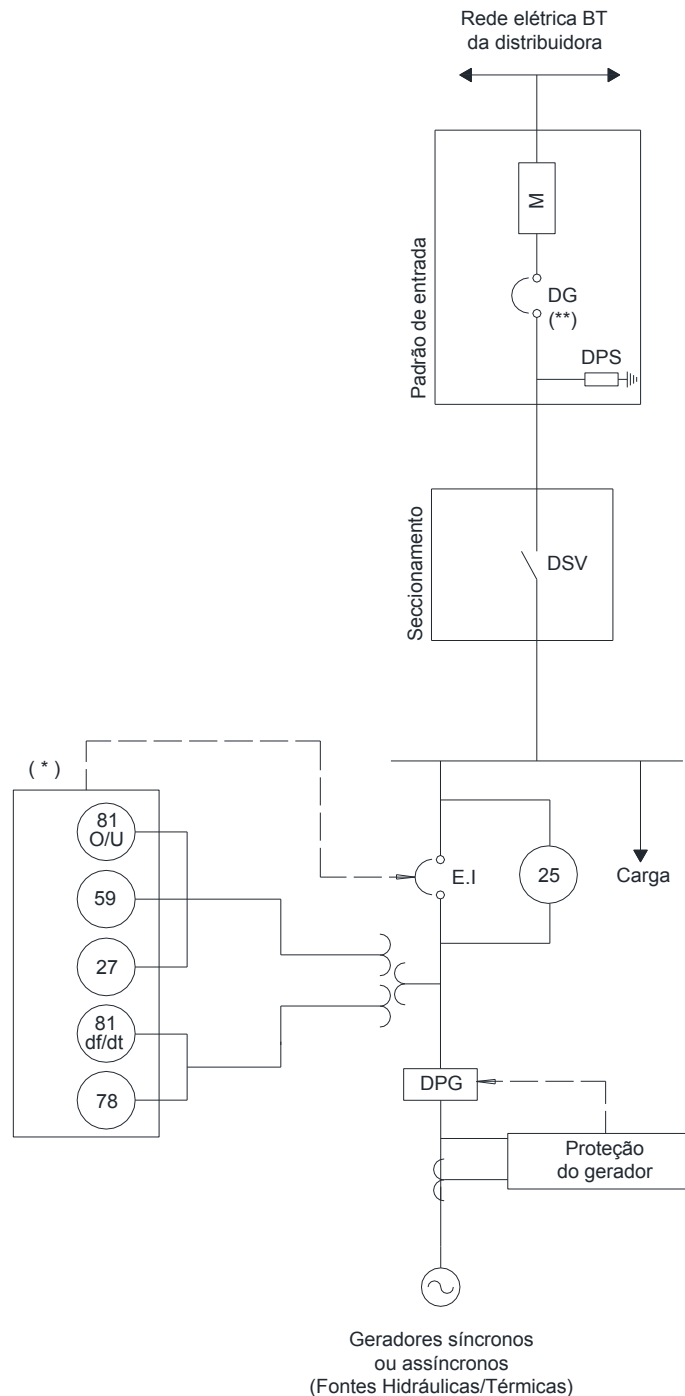 Rede elétrica BT
da distribuidora
Padrão de entrada
M
DG
(**)
DPS
Seccionamento
DSV
( * )
81
O/U
59
27
81
df/dt
78
E.I
25
Carga
DPG
Proteção
do gerador
Geradores síncronos
ou assíncronos
(Fontes Hidráulicas/Térmicas)